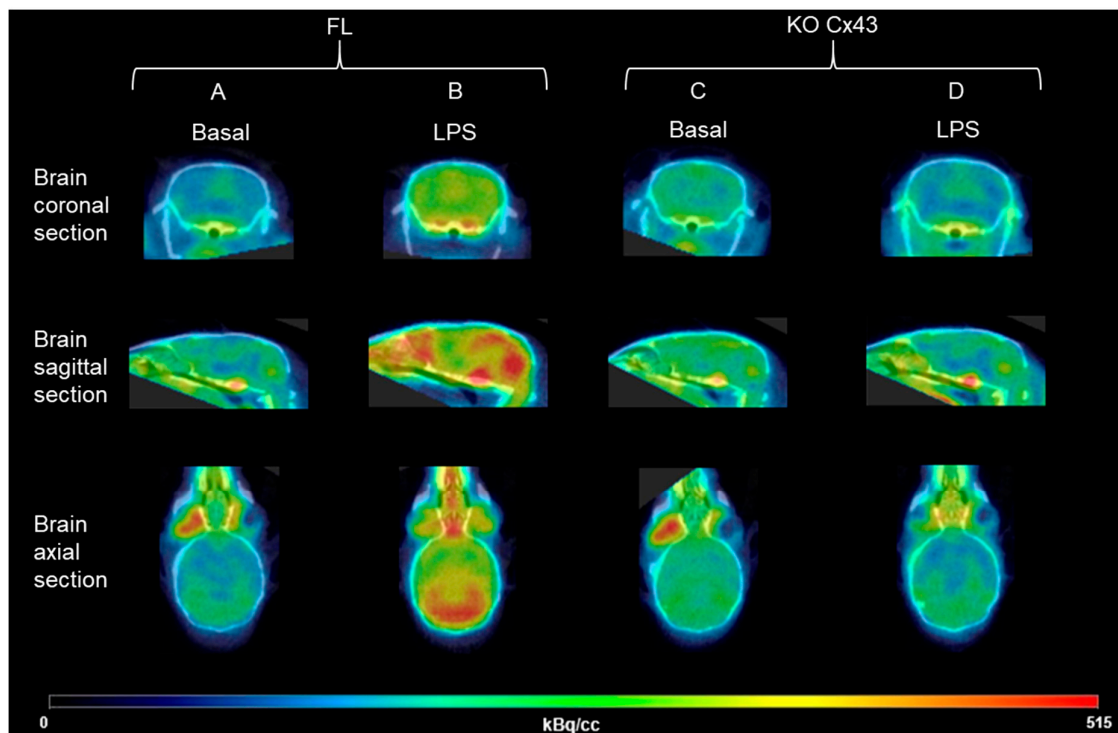 FL
KO Cx43
A
B
C
D
Basal
LPS
Basal
LPS
Brain
coronal
section
Brain
sagittal
section
Brain
axial
section
0
kBq/cc
515